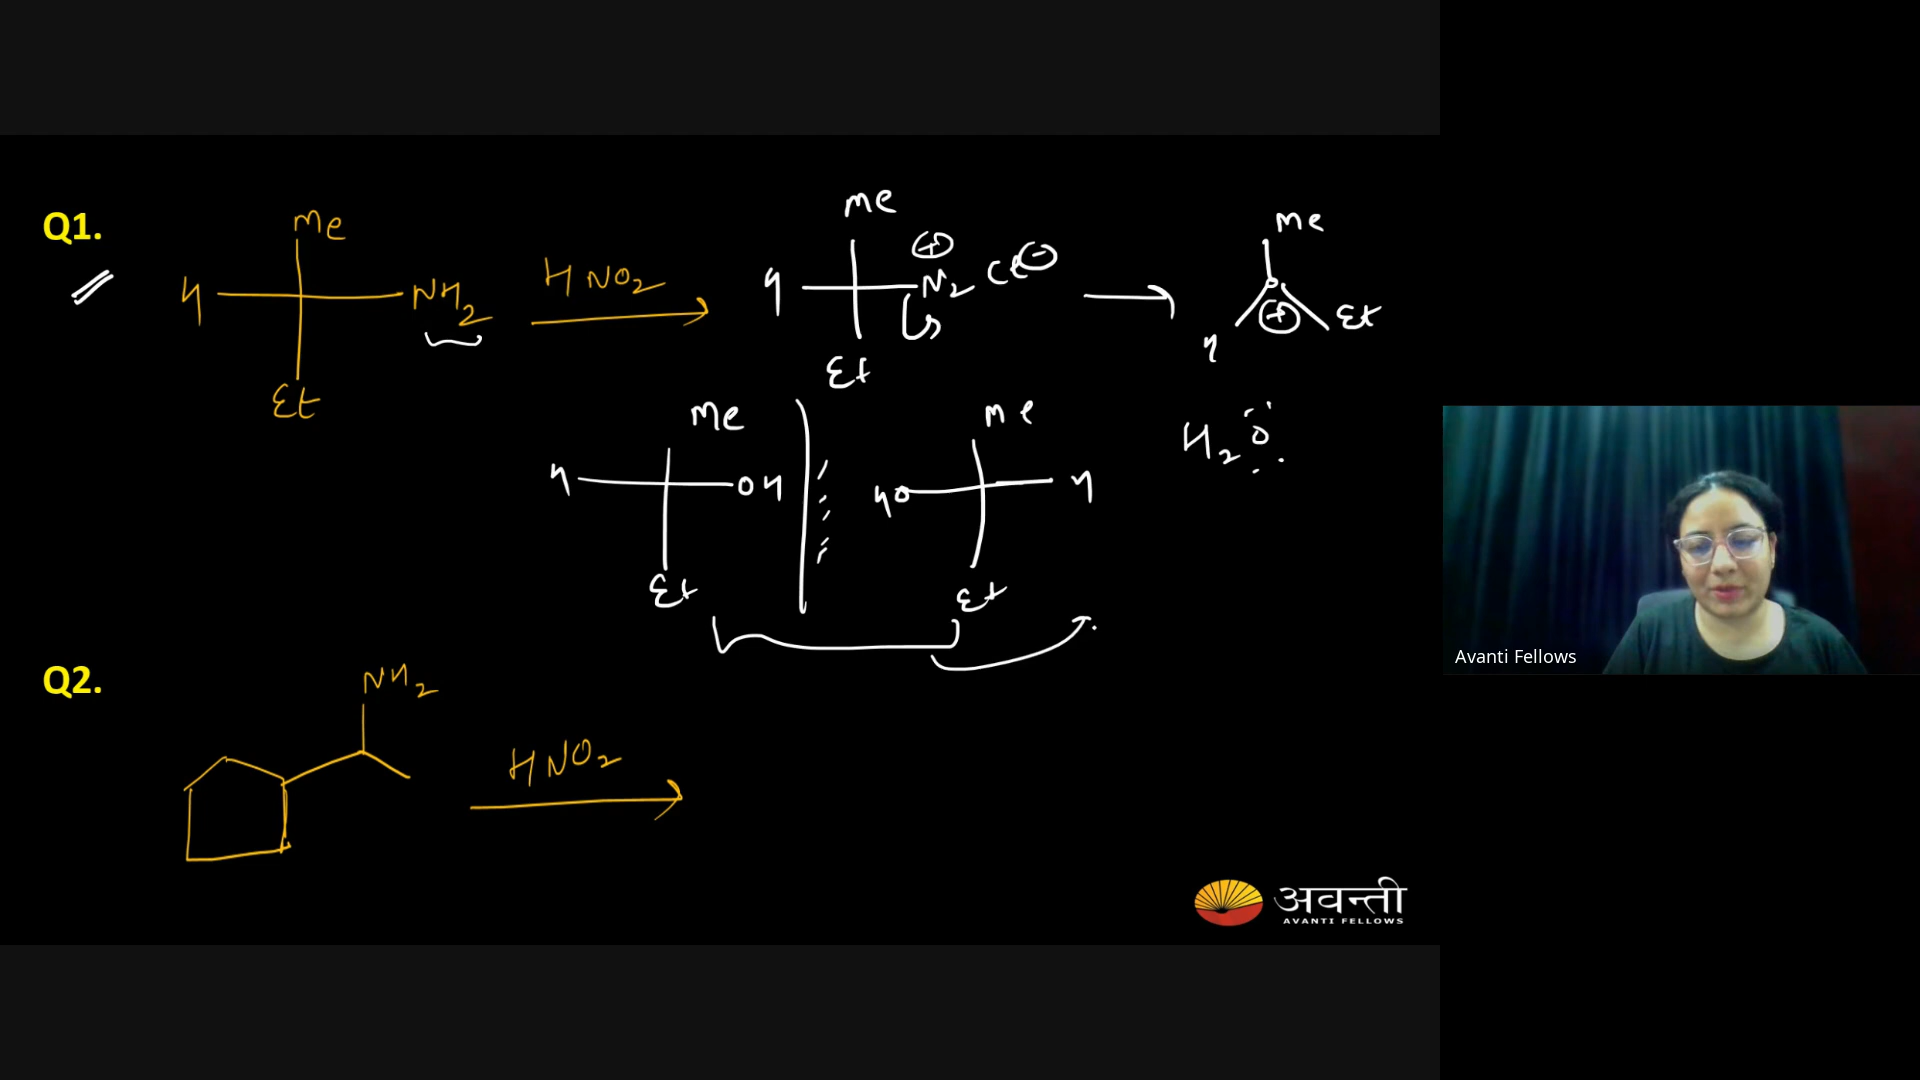 Q1.
Me
H NH2
Et
HNO2
Me
H N2 ⊕ Cl ⊖
Et
Me
⊕
H Et
Me
H OH
Et
Me
HO H
Et
H2O
Q2.
NH2
HNO2
Avanti Fellows
अवन्ती
AVANTI FELLOWS